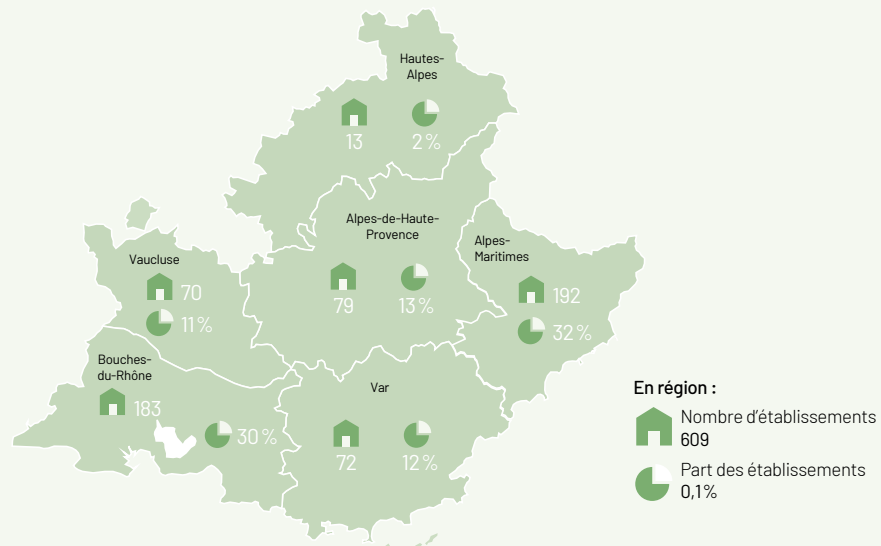 Hautes-
Alpes
13
2 %
Alpes-de-Haute-
Provence
79
13 %
Alpes-
Maritimes
192
32 %
Vaucluse
70
11 %
Bouches-
du-Rhône
183
30 %
Var
72
12 %
En région :
Nombre d'établissements
609
Part des établissements
0,1%